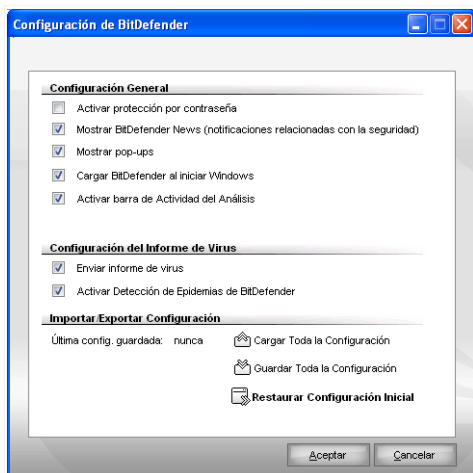 Configuración de BitDefender
Configuración General
Activar protección por contraseña
Mostrar BitDefender News (notificaciones relacionadas con la seguridad)
Mostrar pop-ups
Cargar BitDefender al iniciar Windows
Activar barra de Actividad del Análisis
Configuración del Informe de Virus
Enviar informe de virus
Activar Detección de Epidemias de BitDefender
Importar/Exportar Configuración
Última config. guardada: nunca Cargar Toda la Configuración
Guardar Toda la Configuración
Restaurar Configuración Inicial
Aceptar Cancelar